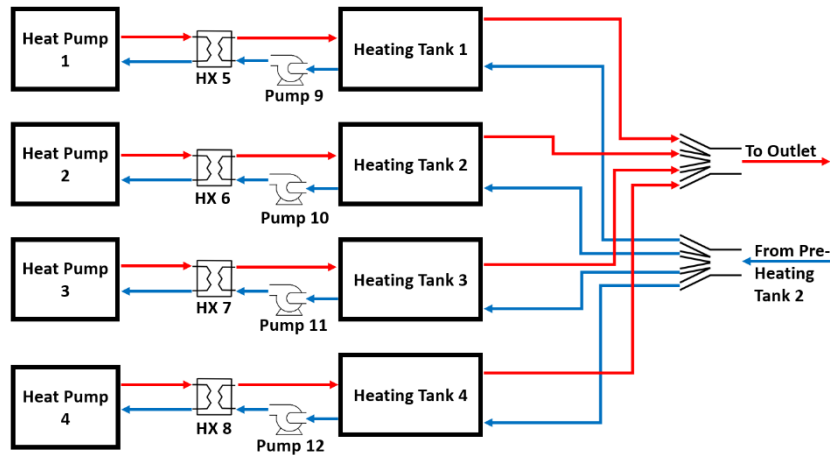 Heat Pump
1
HX 5
Pump 9
Heating Tank 1
Heat Pump
2
HX 6
Pump 10
Heating Tank 2
Heat Pump
3
HX 7
Pump 11
Heating Tank 3
Heat Pump
4
HX 8
Pump 12
Heating Tank 4
To Outlet
From Pre-
Heating
Tank 2